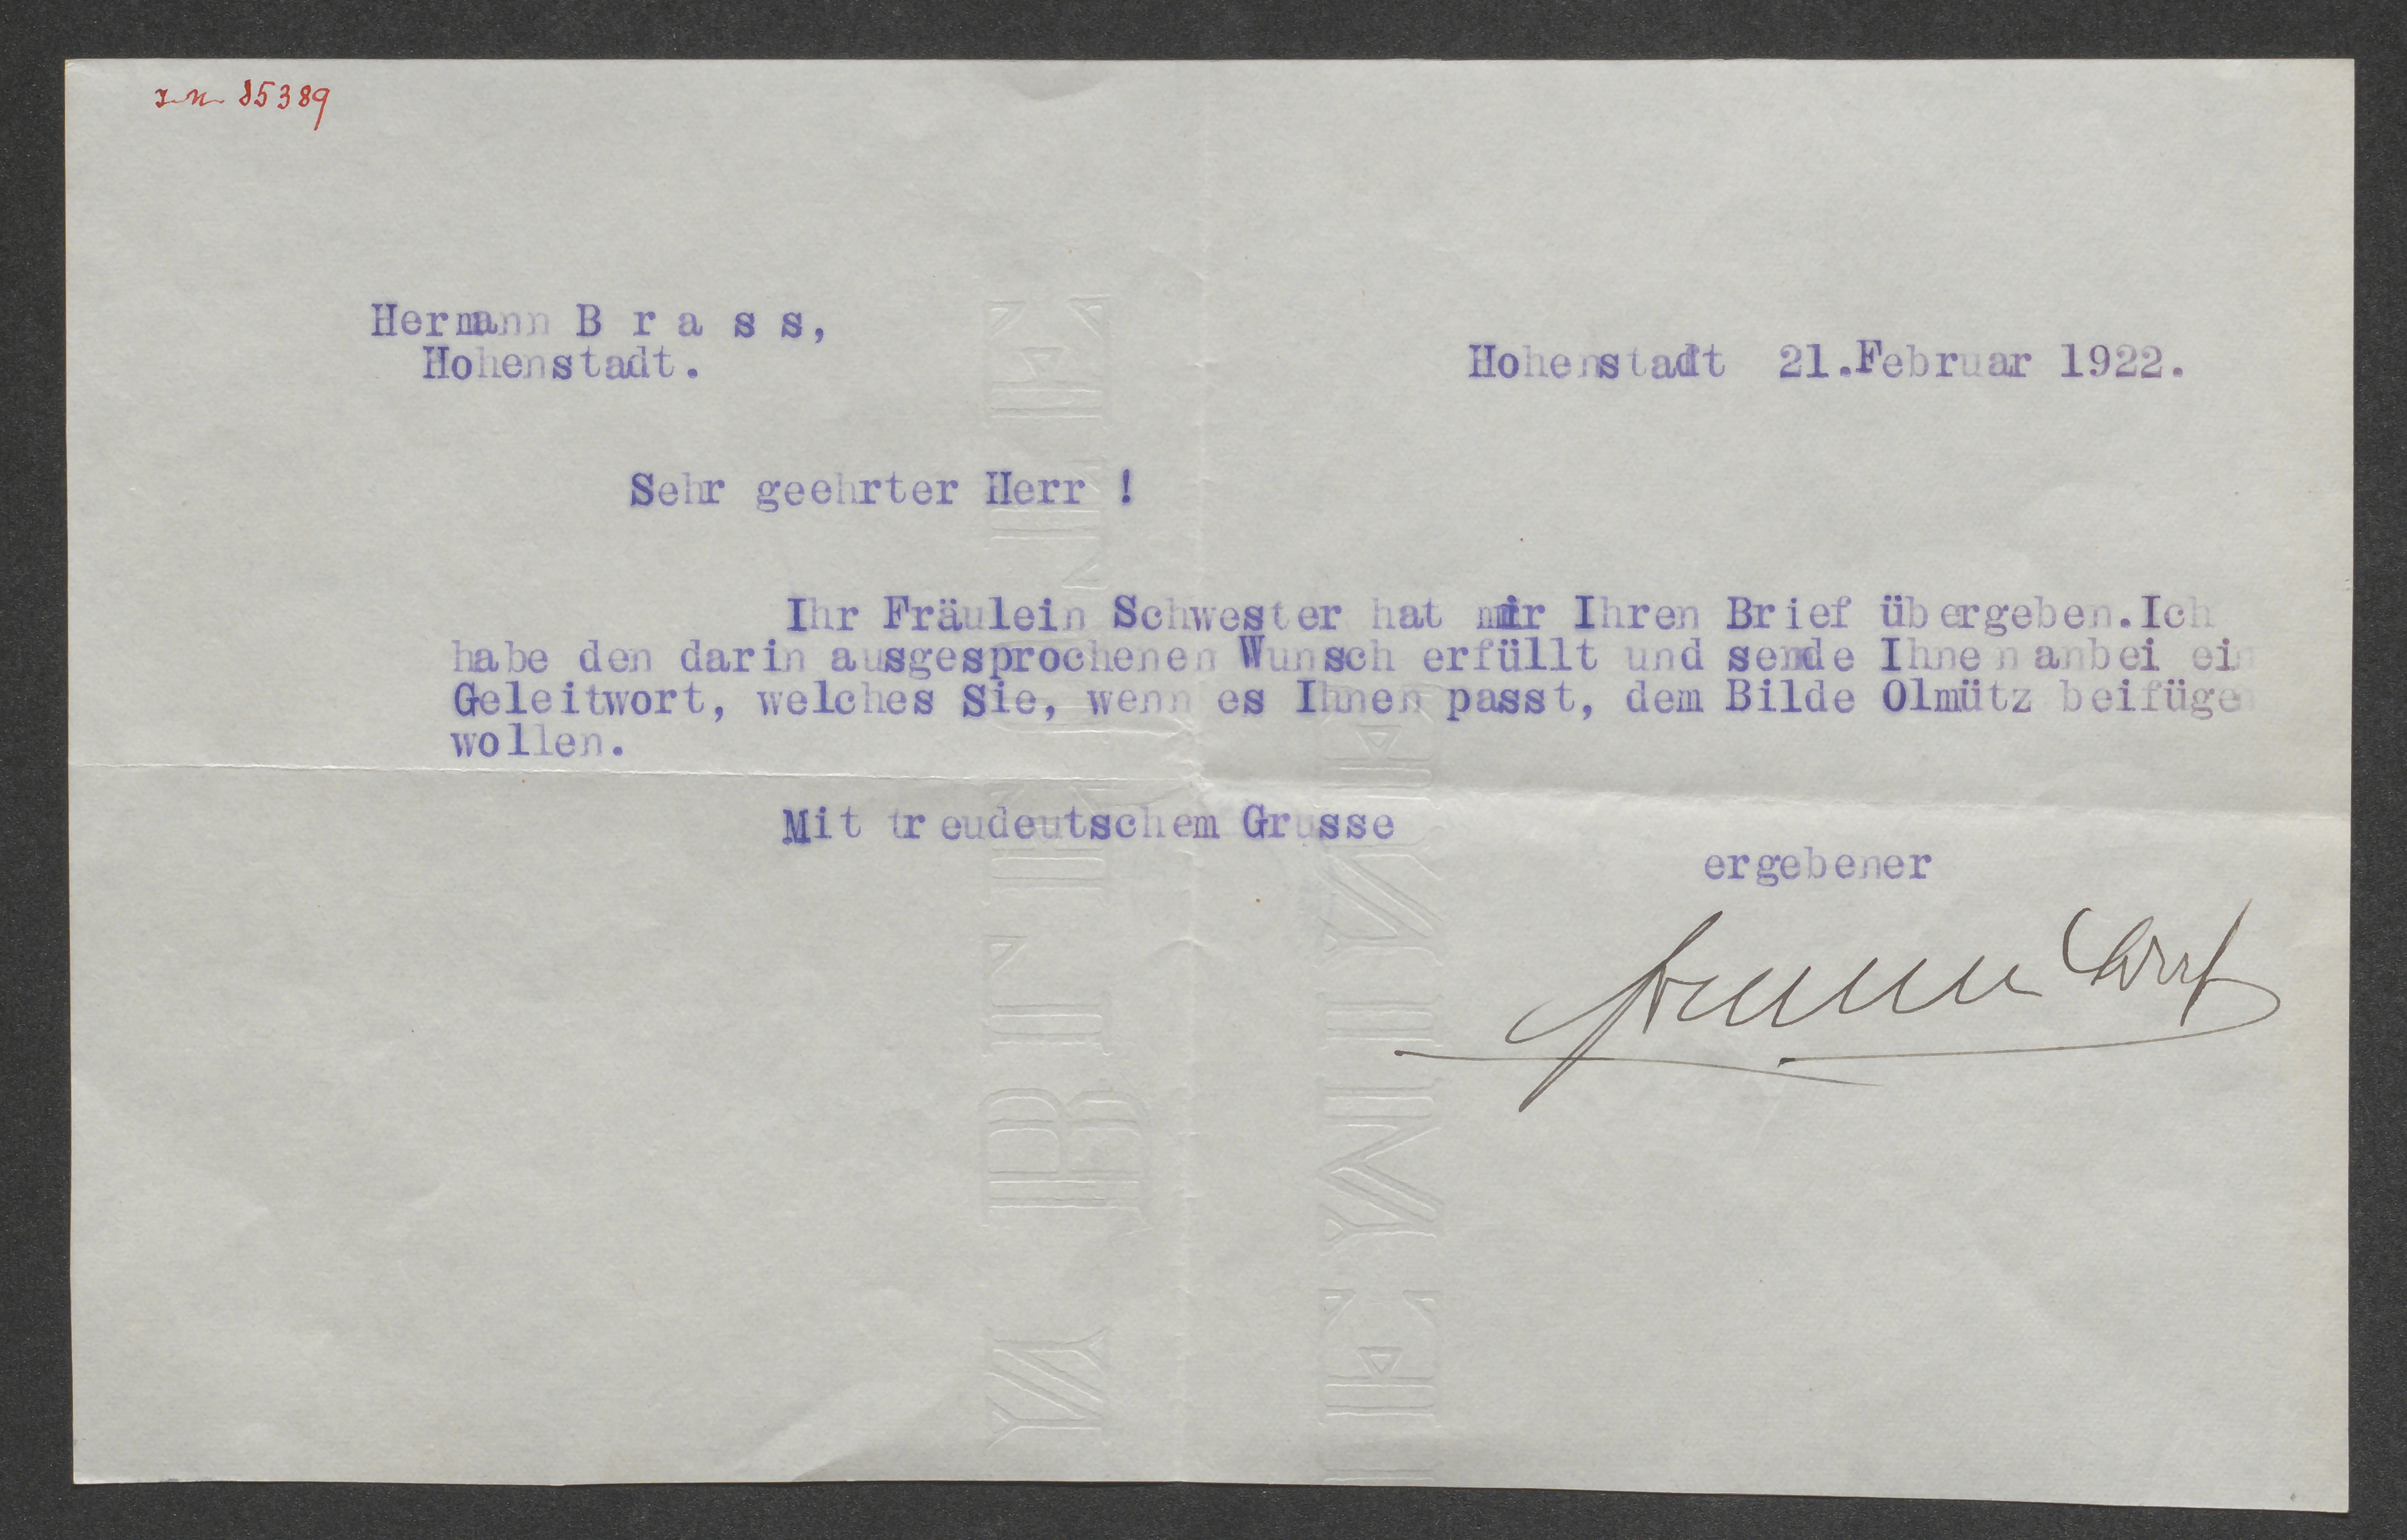 I. N. 85389
Hermann B r a s s,
Hohenstadt.
Hohenstadt 21.Februar 1922.
Sehr geehrter Herr !
Ihr Fräulein Schwester hat mir Ihren Brief übergeben.Ich
habe den darin ausgesprochenen Wunsch erfüllt und sende Ihnen anbei ein
Geleitwort, welches Sie, wenn es Ihnen passt, dem Bilde Olmütz beifügen
wollen.
Mit treudeutschem Grusse
ergebener